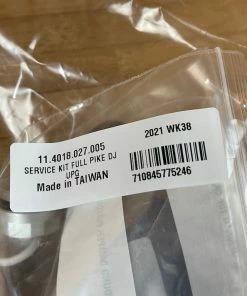 11.4018.027.005
2021 WK38
SERVICE KIT FULL PIKE DJ
UPG
Made in TAIWAN
710845775246